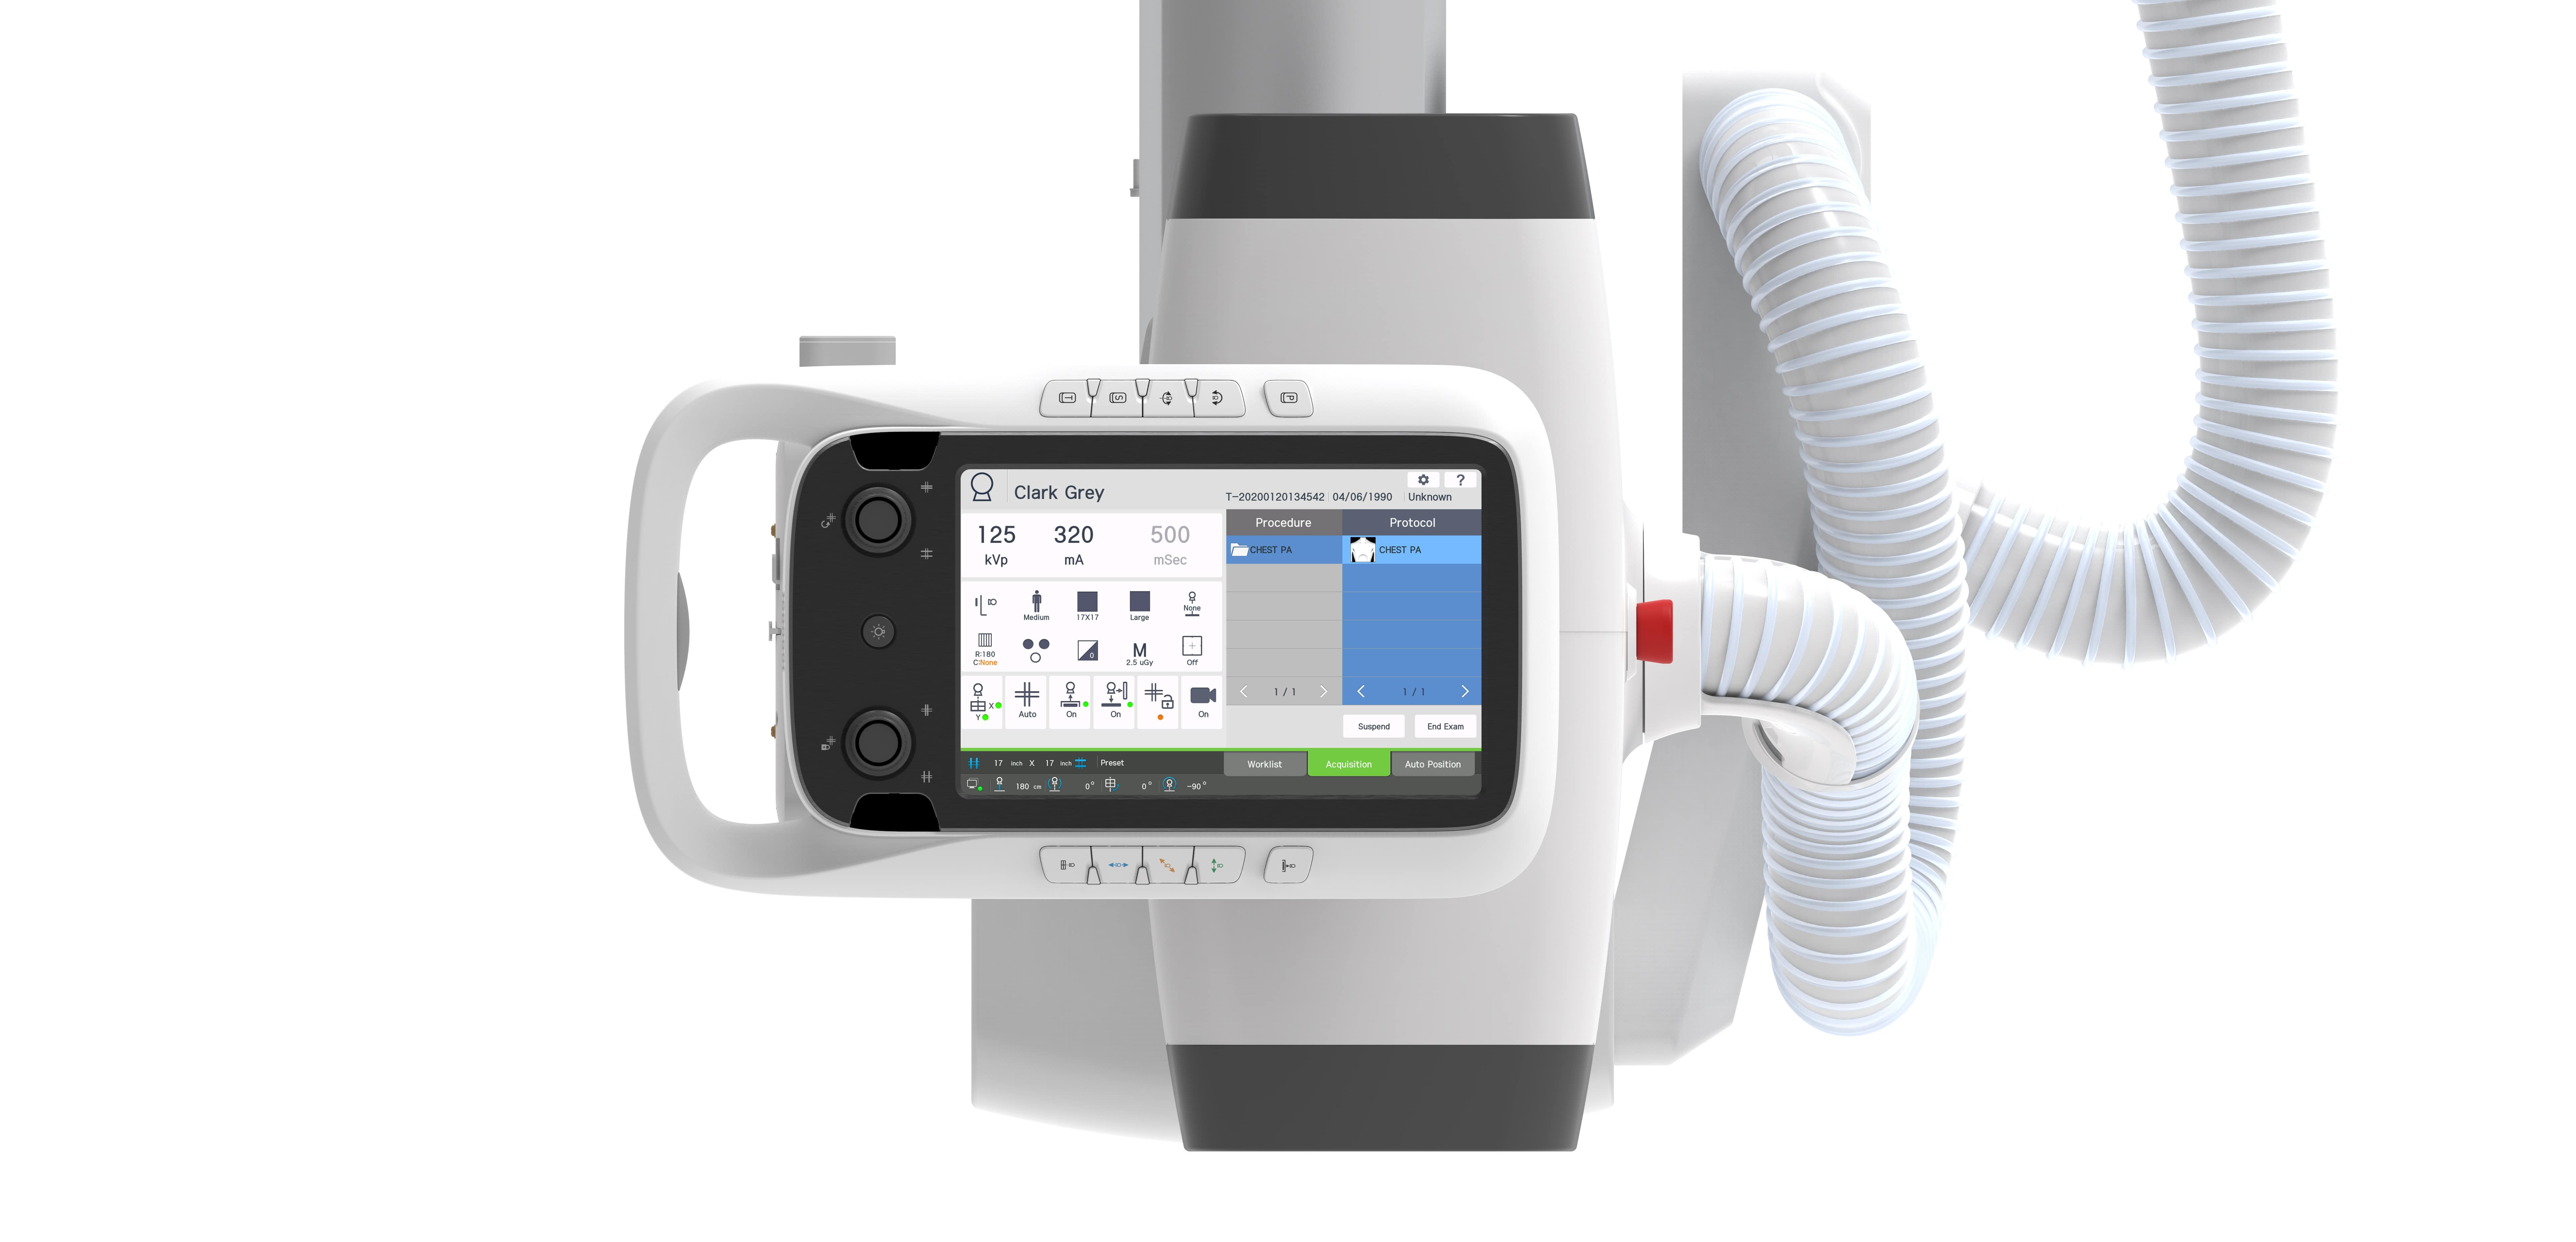 T
S
P
Clark Grey
?
T-20200120134542 04/06/1990 Unknown
125 320 500
kVp mA mSec
Procedure Protocol
CHEST PA CHEST PA
Medium 17X17 Large None
R:180
C:None
0
M
2.5 uGy
Off
X
Y
Auto On On On
1 / 1 1 / 1
Suspend End Exam
17 inch X 17 inch Preset
Worklist Acquisition Auto Position
180 cm 0° 0° -90°